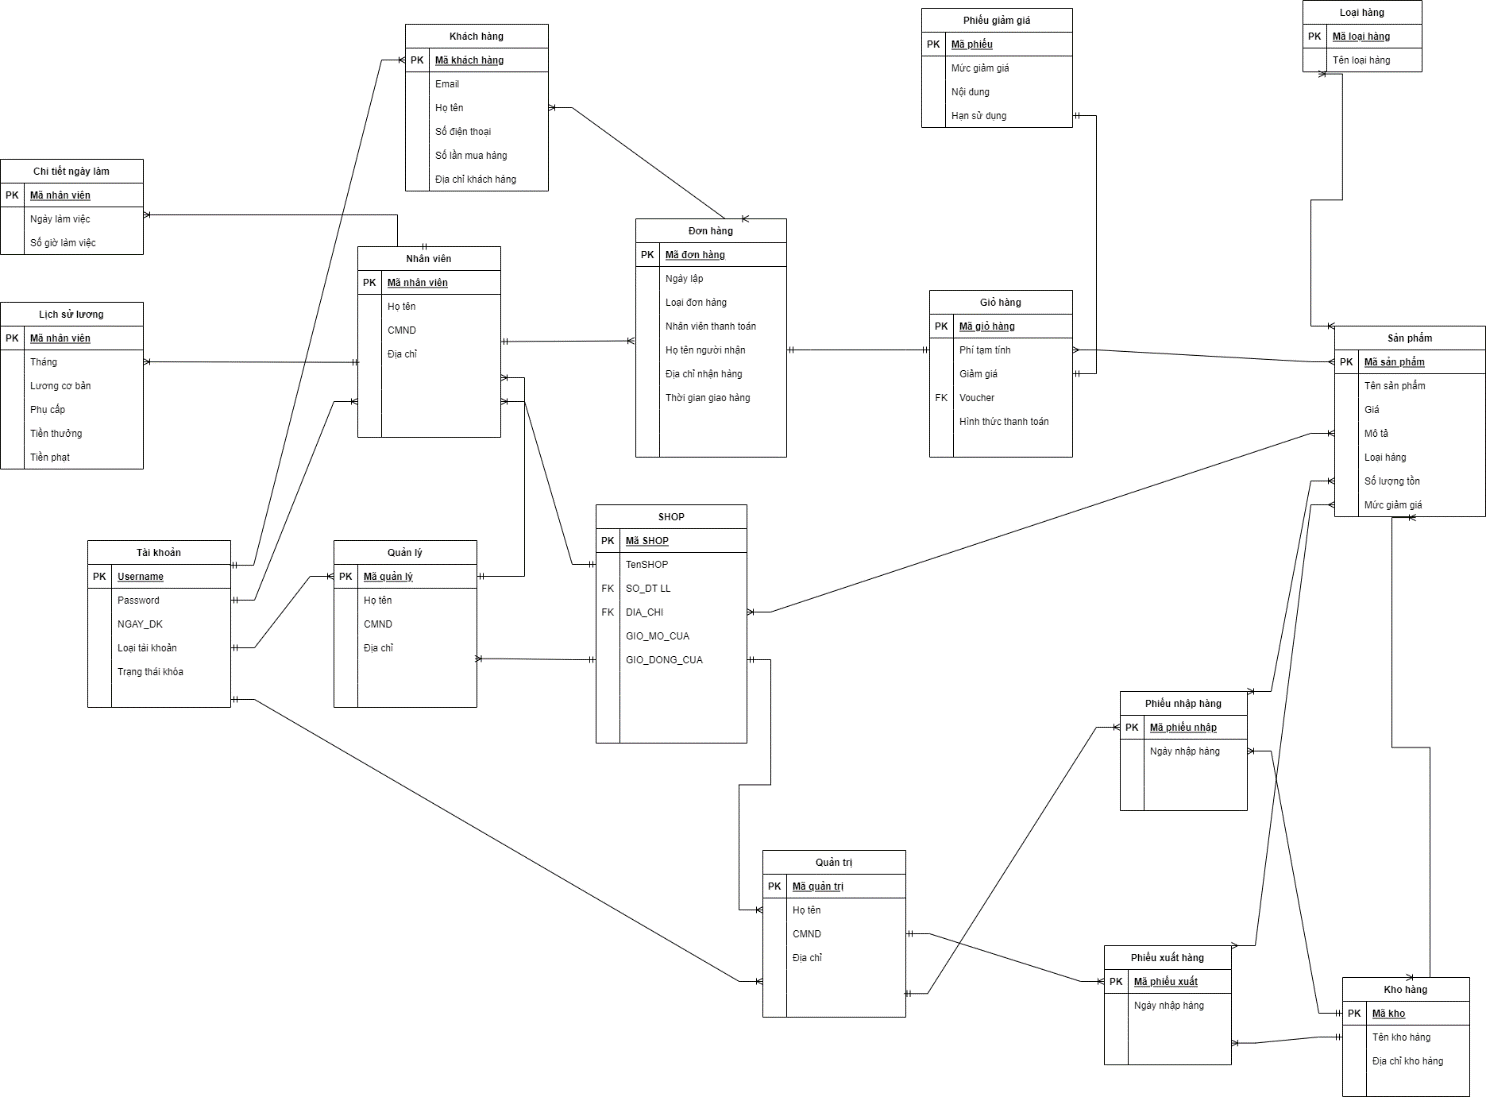 Khách hàng
PK Mã khách hàng
Email
Họ tên
Số điện thoại
Số lần mua hàng
Địa chỉ khách hàng
Phiếu giảm giá
PK Mã phiếu
Mức giảm giá
Nội dung
Hạn sử dụng
Loại hàng
PK Mã loại hàng
Tên loại hàng
Chi tiết ngày làm
PK Mã nhân viên
Ngày làm việc
Số giờ làm việc
Nhân viên
PK Mã nhân viên
Họ tên
CMND
Địa chỉ
Đơn hàng
PK Mã đơn hàng
Ngày lập
Loại đơn hàng
Nhân viên thanh toán
Họ tên người nhận
Địa chỉ nhận hàng
Thời gian giao hàng
Giỏ hàng
PK Mã giỏ hàng
Phí tạm tính
Giảm giá
FK Voucher
Hình thức thanh toán
Lịch sử lương
PK Mã nhân viên
Tháng
Lương cơ bản
Phụ cấp
Tiền thưởng
Tiền phạt
Sản phẩm
PK Mã sản phẩm
Tên sản phẩm
Giá
Mô tả
Loại hàng
Số lượng tồn
Mức giảm giá
Tài khoản
PK Username
Password
NGAY_DK
Loại tài khoản
Trạng thái khóa
Quản lý
PK Mã quản lý
Họ tên
CMND
Địa chỉ
SHOP
PK Mã SHOP
TenSHOP
FK SO_DT LL
FK DIA_CHI
GIO_MO_CUA
GIO_DONG_CUA
Phiếu nhập hàng
PK Mã phiếu nhập
Ngày nhập hàng
Quản trị
PK Mã quản trị
Họ tên
CMND
Địa chỉ
Phiếu xuất hàng
PK Mã phiếu xuất
Ngày nhập hàng
Kho hàng
PK Mã kho
Tên kho hàng
Địa chỉ kho hàng